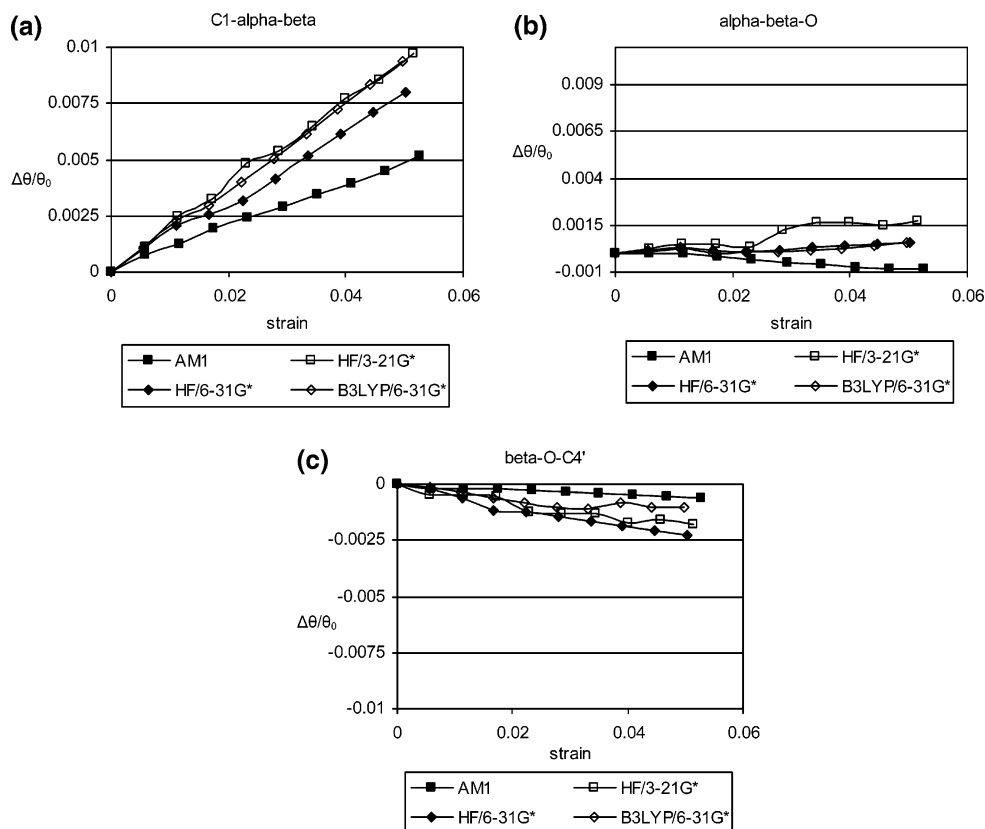 (a)
C1-alpha-beta
0.01
0.0075
0.005
Δθ/θ0
0.0025
0
0 0.02 0.04 0.06
strain
AM1 HF/3-21G*
HF/6-31G* B3LYP/6-31G*
(b)
alpha-beta-O
0.009
0.0065
Δθ/θ0
0.004
0.0015
-0.001
0 0.02 0.04 0.06
strain
AM1 HF/3-21G*
HF/6-31G* B3LYP/6-31G*
(c)
beta-O-C4'
0
-0.0025
-0.005
Δθ/θ0
-0.0075
-0.01
0 0.02 0.04 0.06
strain
AM1 HF/3-21G*
HF/6-31G* B3LYP/6-31G*